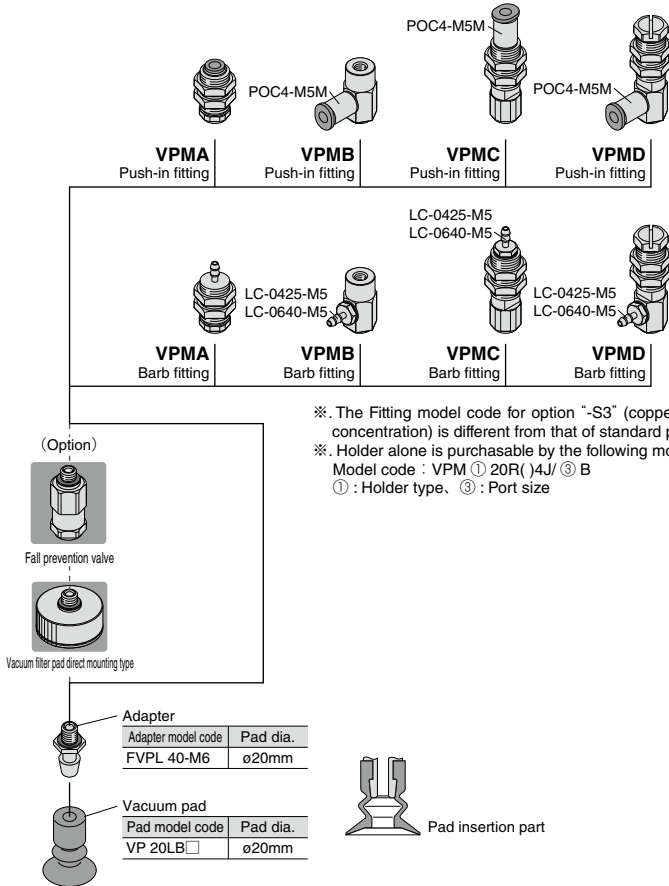 POC4-M5M
POC4-M5M
POC4-M5M
VPMA
Push-in fitting
VPMB
Push-in fitting
VPMC
Push-in fitting
VPMD
Push-in fitting
LC-0425-M5
LC-0640-M5
LC-0425-M5
LC-0640-M5
LC-0425-M5
LC-0640-M5
VPMA
Barb fitting
VPMB
Barb fitting
VPMC
Barb fitting
VPMD
Barb fitting
※. The Fitting model code for option “-S3” (coppe
concentration) is different from that of standard p
※. Holder alone is purchasable by the following mo
Model code : VPM ① 20R( )4J/ ③ B
① : Holder type、③ : Port size
(Option)
Fall prevention valve
Vacuum filter pad direct mounting type
Adapter
Adapter model code Pad dia.
FVPL 40-M6 ø20mm
Vacuum pad
Pad model code Pad dia.
VP 20LB□ ø20mm
Pad insertion part